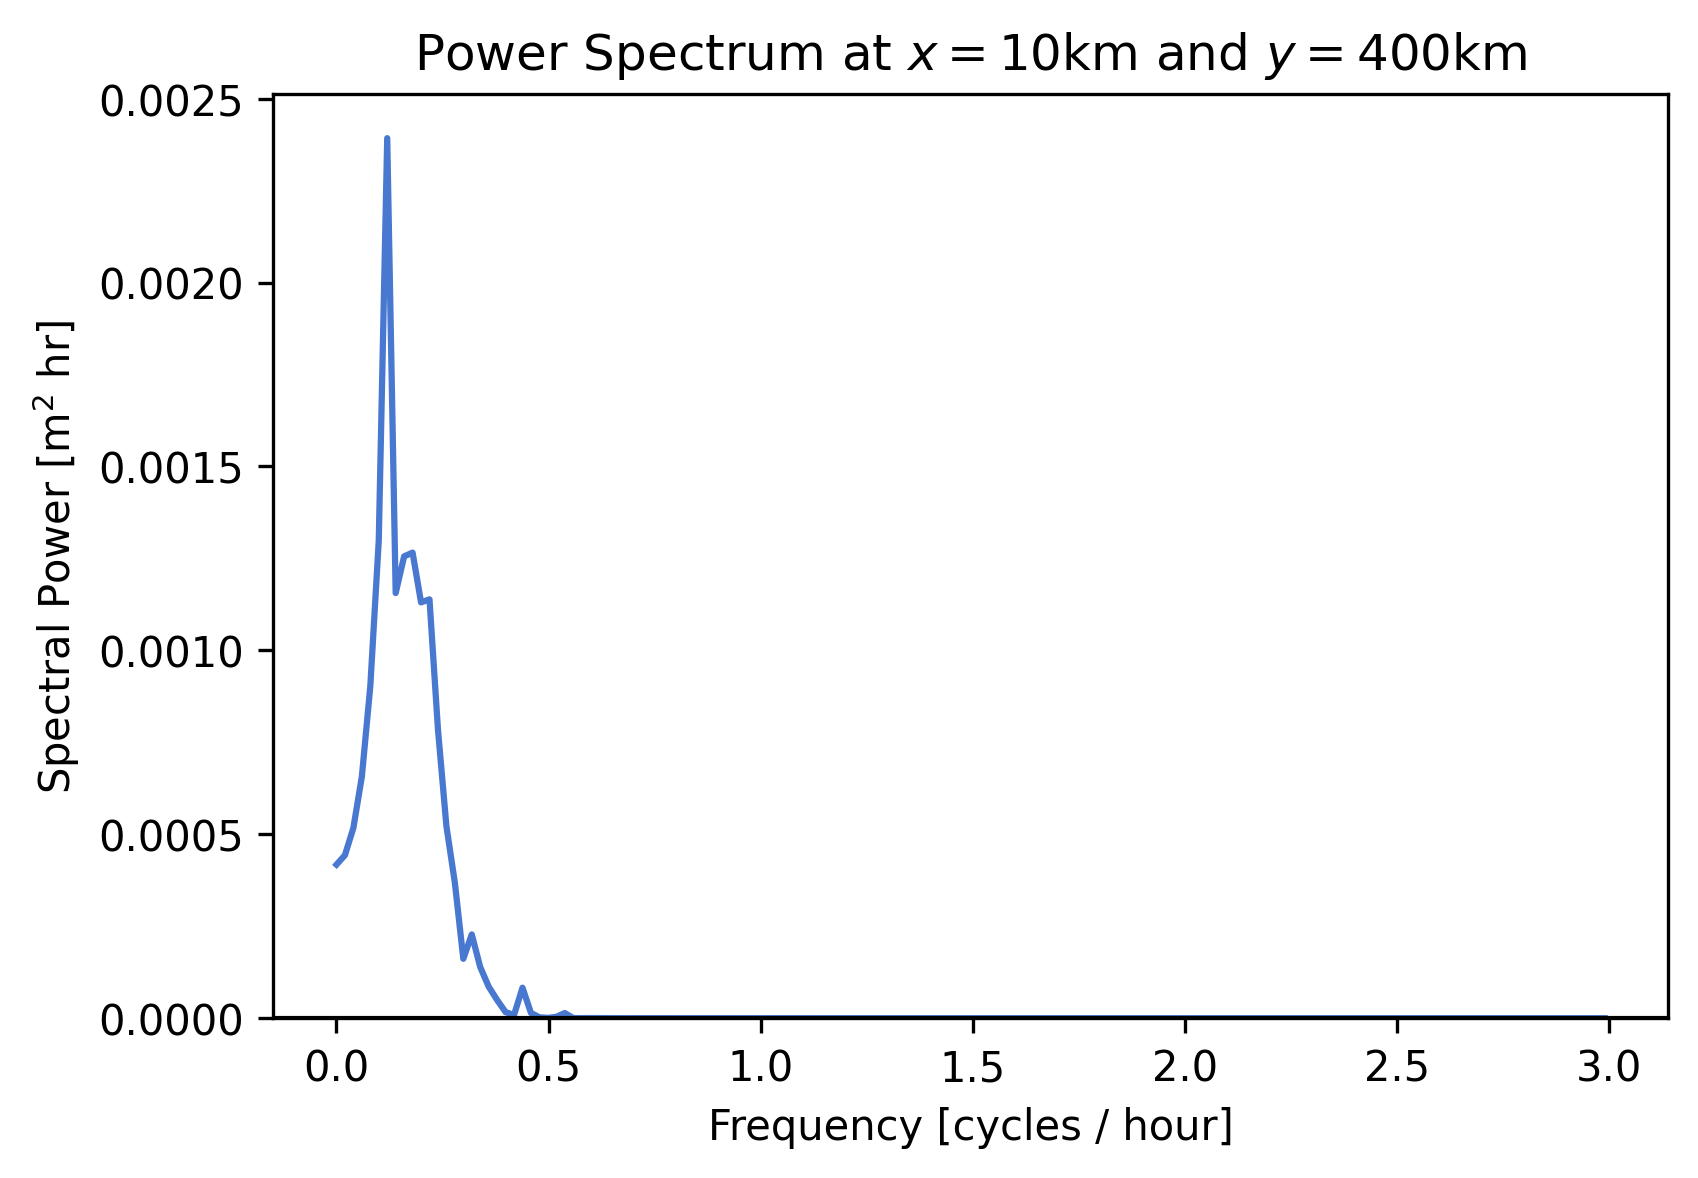 Power Spectrum at x = 10km and y = 400km
0.0025
0.0020
0.0015
0.0010
0.0005
0.0000
Spectral Power [m² hr]
0.0 0.5 1.0 1.5 2.0 2.5 3.0
Frequency [cycles / hour]